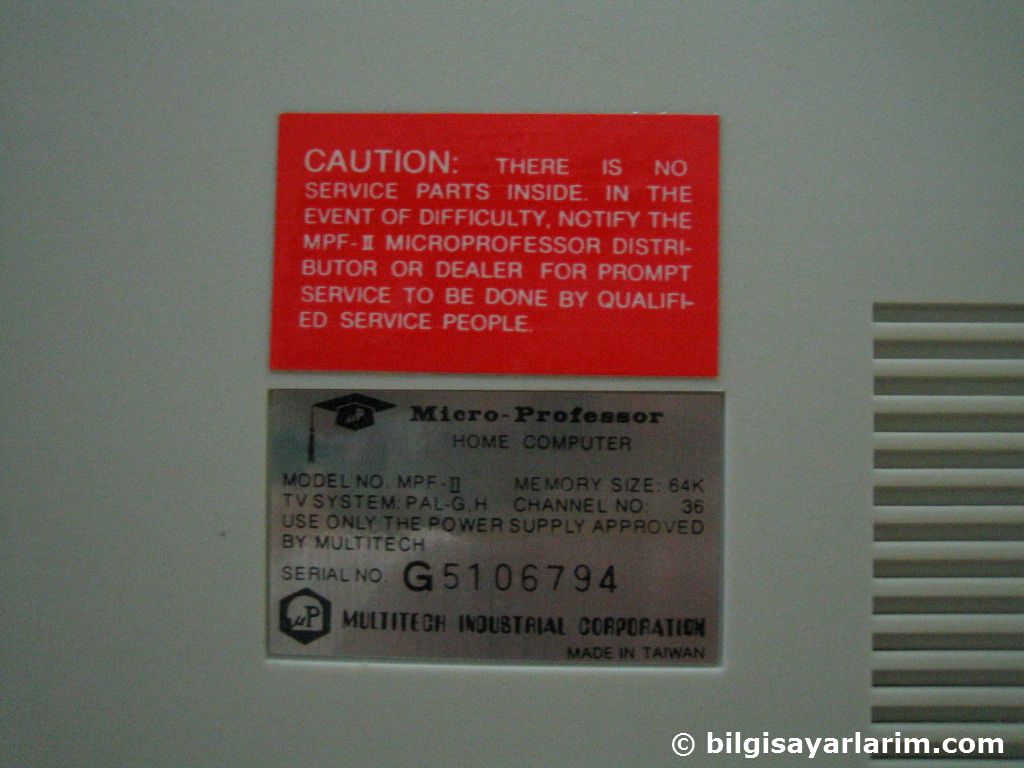 CAUTION: THERE IS NO
SERVICE PARTS INSIDE. IN THE
EVENT OF DIFFICULTY, NOTIFY THE
MPF-II MICROPROFESSOR DISTRI-
BUTOR OR DEALER FOR PROMPT
SERVICE TO BE DONE BY QUALIFI-
ED SERVICE PEOPLE.
μP
Micro-Professor
HOME COMPUTER
MODEL NO. MPF-II MEMORY SIZE: 64K
TV SYSTEM: PAL-G,H CHANNEL NO: 36
USE ONLY THE POWER SUPPLY APPROVED
BY MULTITECH
SERIAL NO. G5106794
μP MULTITECH INDUSTRIAL CORPORATION
MADE IN TAIWAN
© bilgisayarlarim.com